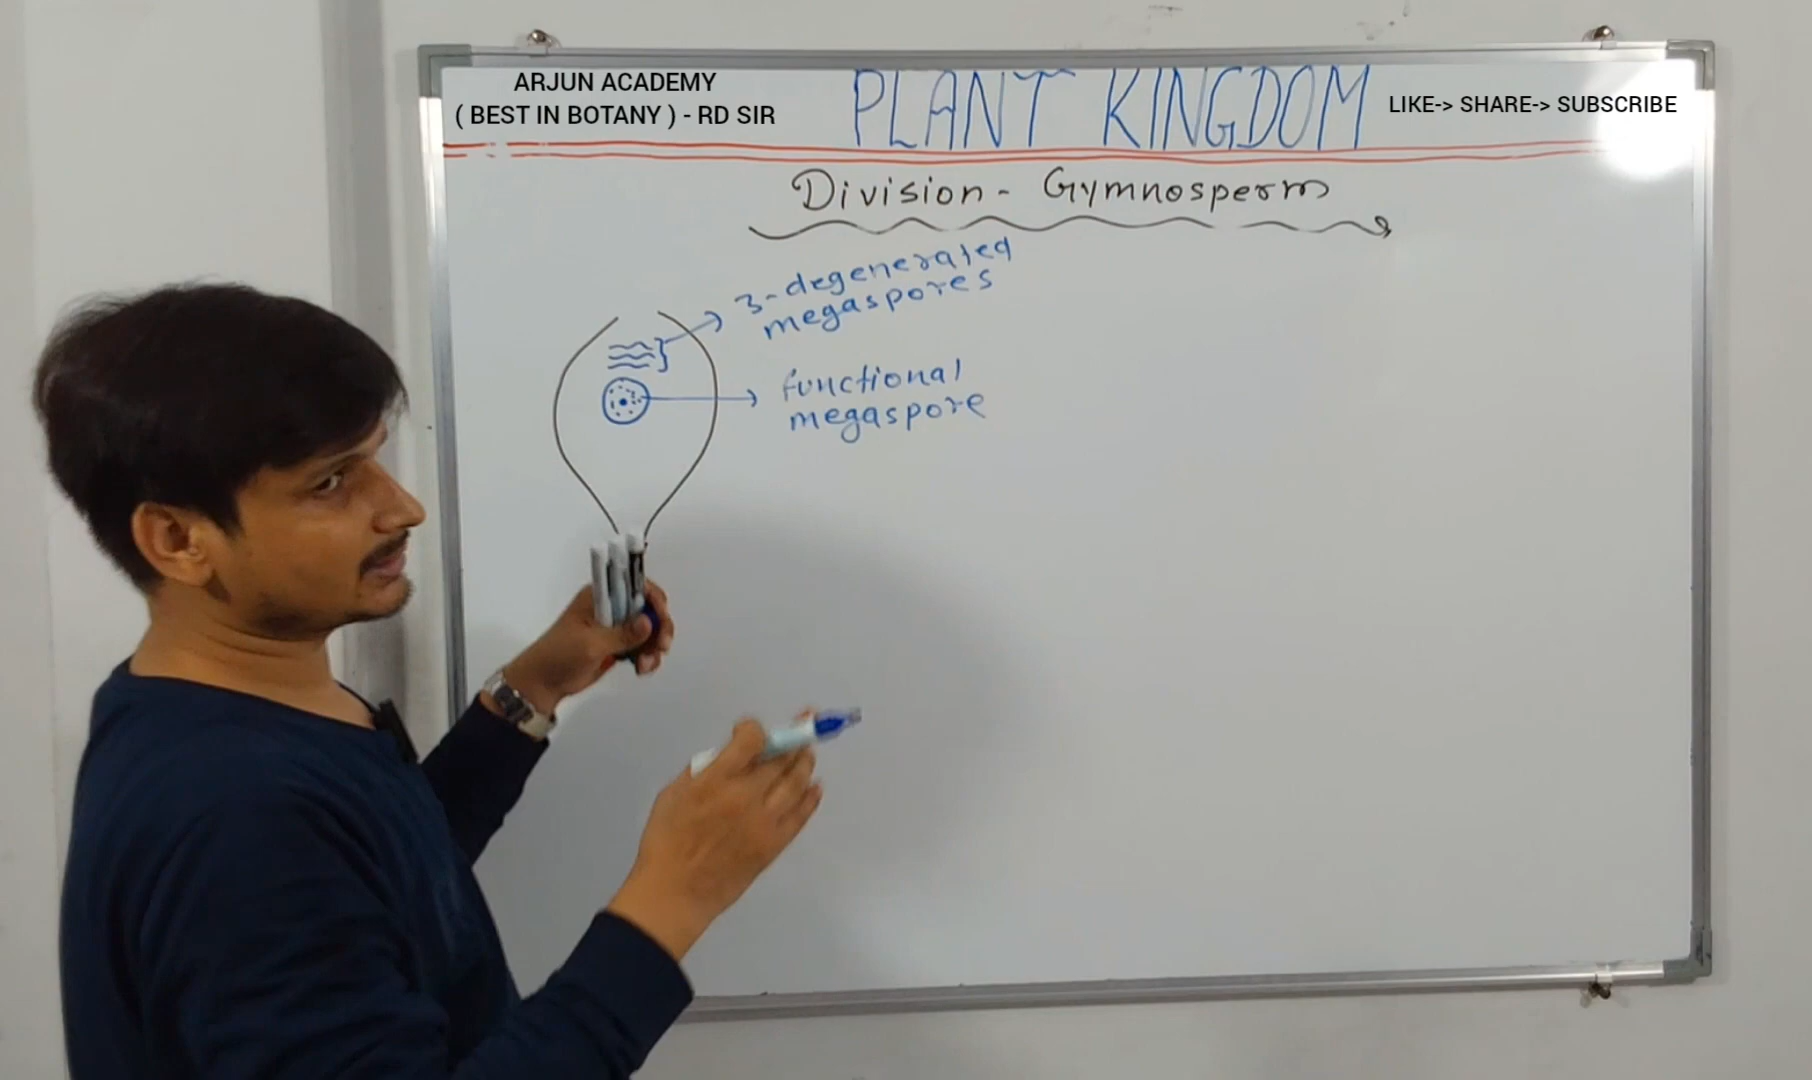 ARJUN ACADEMY
( BEST IN BOTANY ) - RD SIR
PLANT KINGDOM
LIKE-> SHARE-> SUBSCRIBE
Division - Gymnosperm
3-degenerated
megaspores
functional
megaspore